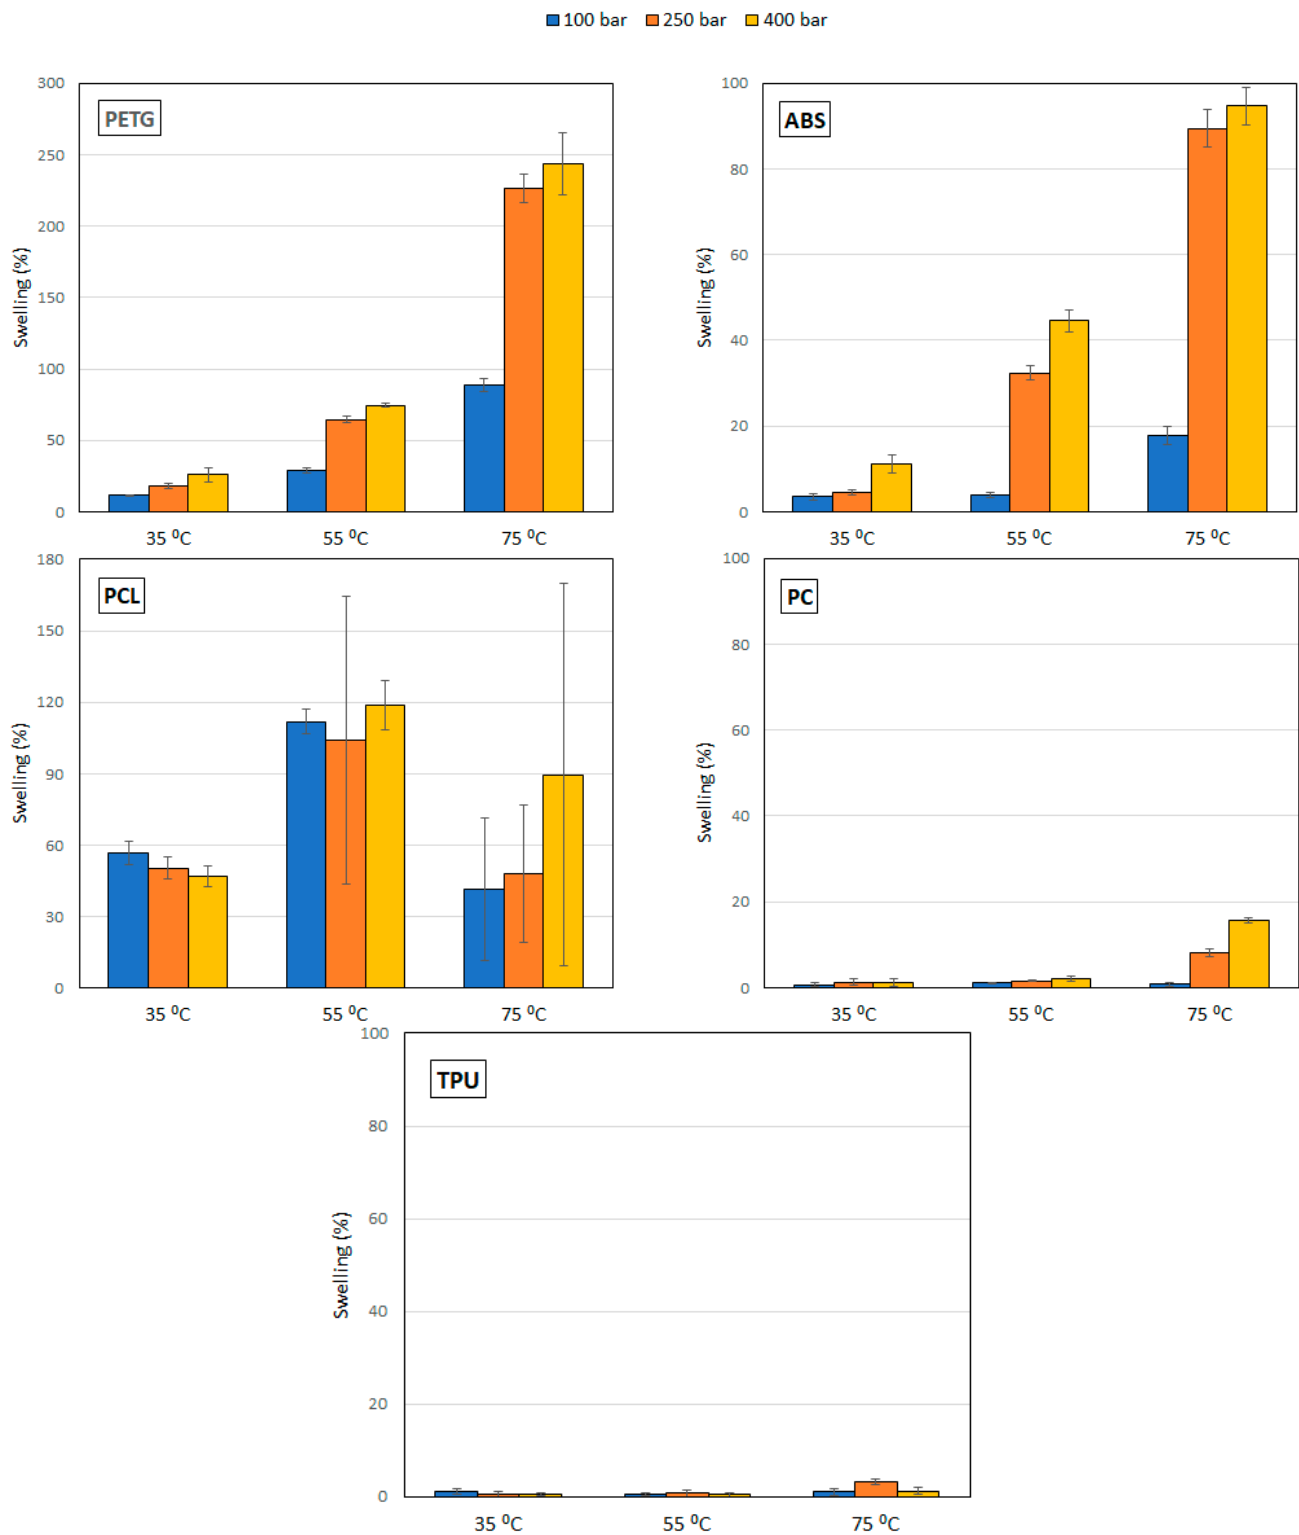 100 bar 250 bar 400 bar
PETG
Swelling (%)
300
250
200
150
100
50
0
35 ⁰C 55 ⁰C 75 ⁰C
ABS
Swelling (%)
100
80
60
40
20
0
35 ⁰C 55 ⁰C 75 ⁰C
PCL
Swelling (%)
180
150
120
90
60
30
0
35 ⁰C 55 ⁰C 75 ⁰C
PC
Swelling (%)
100
80
60
40
20
0
35 ⁰C 55 ⁰C 75 ⁰C
TPU
Swelling (%)
100
80
60
40
20
0
35 ⁰C 55 ⁰C 75 ⁰C